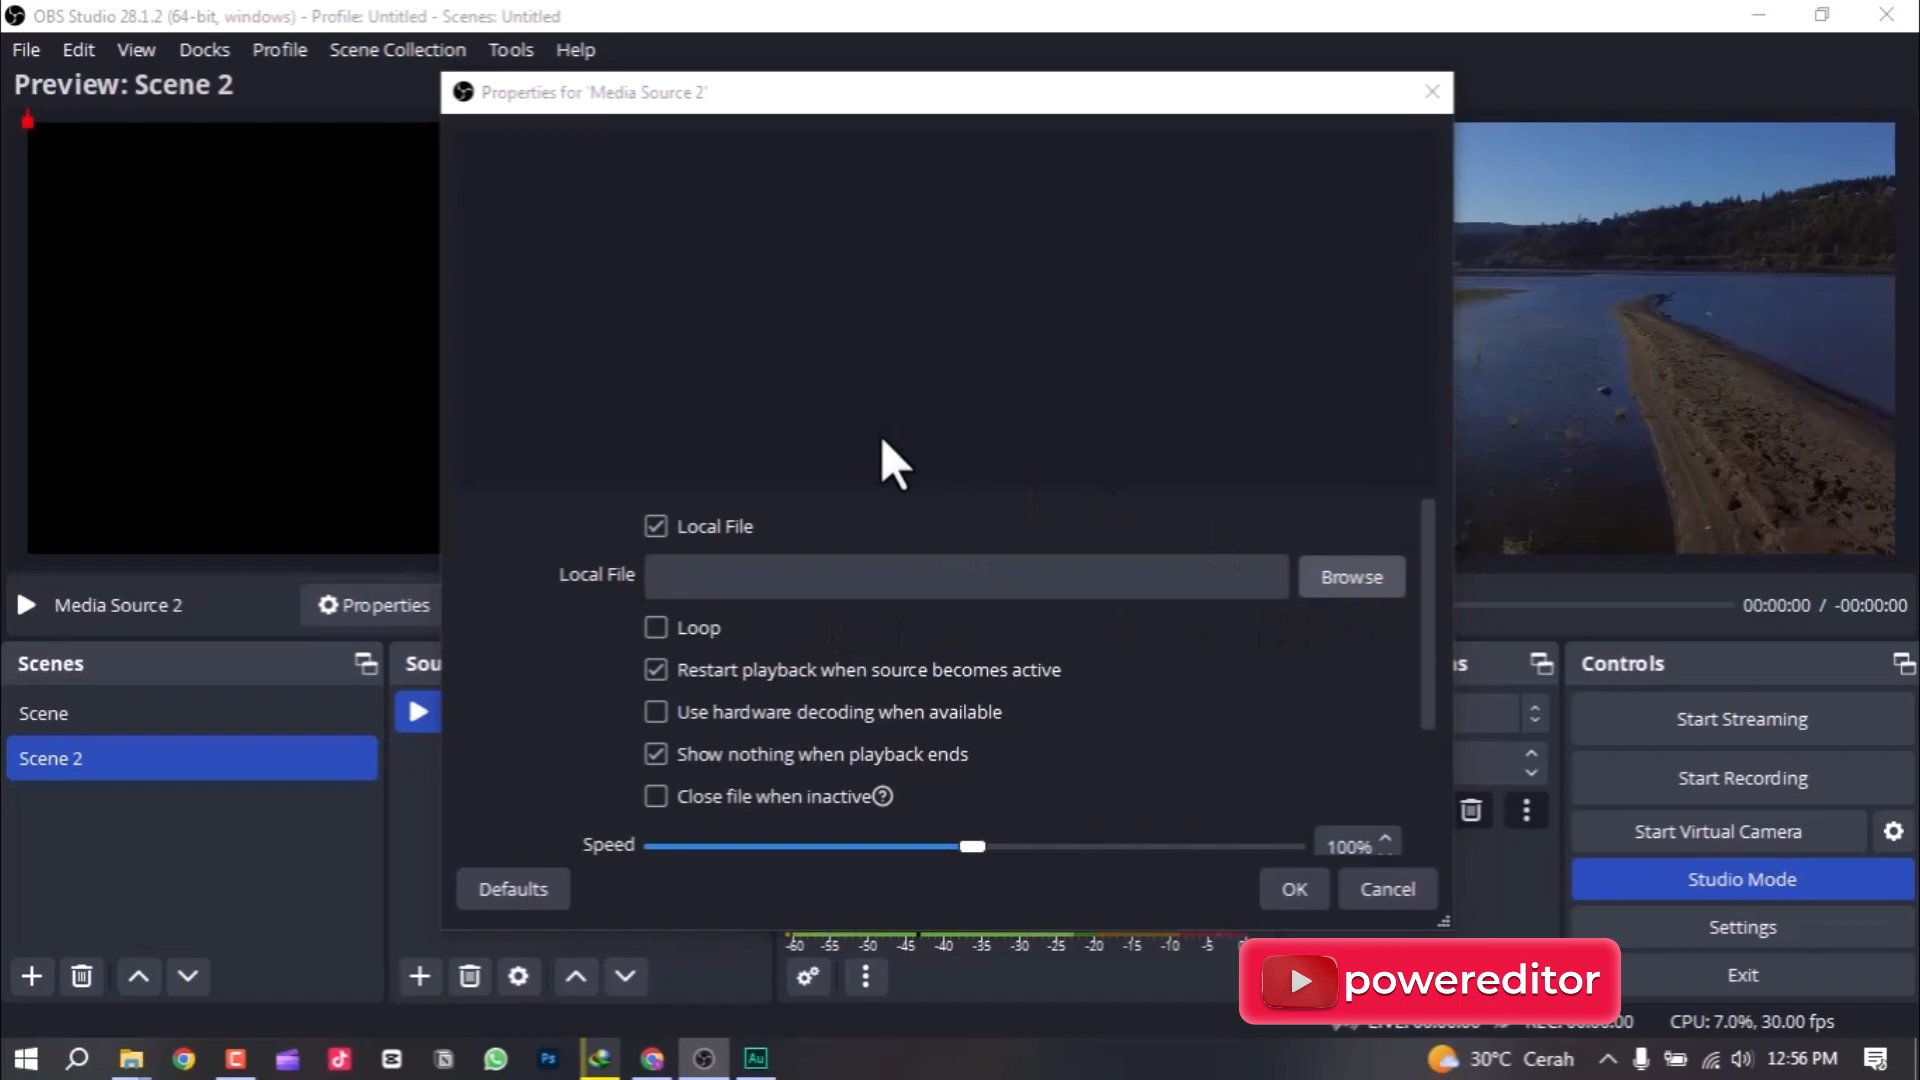 OBS Studio 28.1.2 (64-bit, windows) - Profile: Untitled - Scenes: Untitled
File Edit View Docks Profile Scene Collection Tools Help
Preview: Scene 2
Properties for 'Media Source 2'
Local File
Local File Browse
Loop
Restart playback when source becomes active
Use hardware decoding when available
Show nothing when playback ends
Close file when inactive
Speed 100%
Defaults OK Cancel
Media Source 2 Properties 00:00:00 / -00:00:00
Scenes Sou s Controls
Scene
Scene 2
Start Streaming
Start Recording
Start Virtual Camera
Studio Mode
Settings
Exit
-60 -55 -50 -45 -40 -35 -30 -25 -20 -15 -10 -5
powereditor
CPU: 7.0%, 30.00 fps
Ps Au 30°C Cerah 12:56 PM